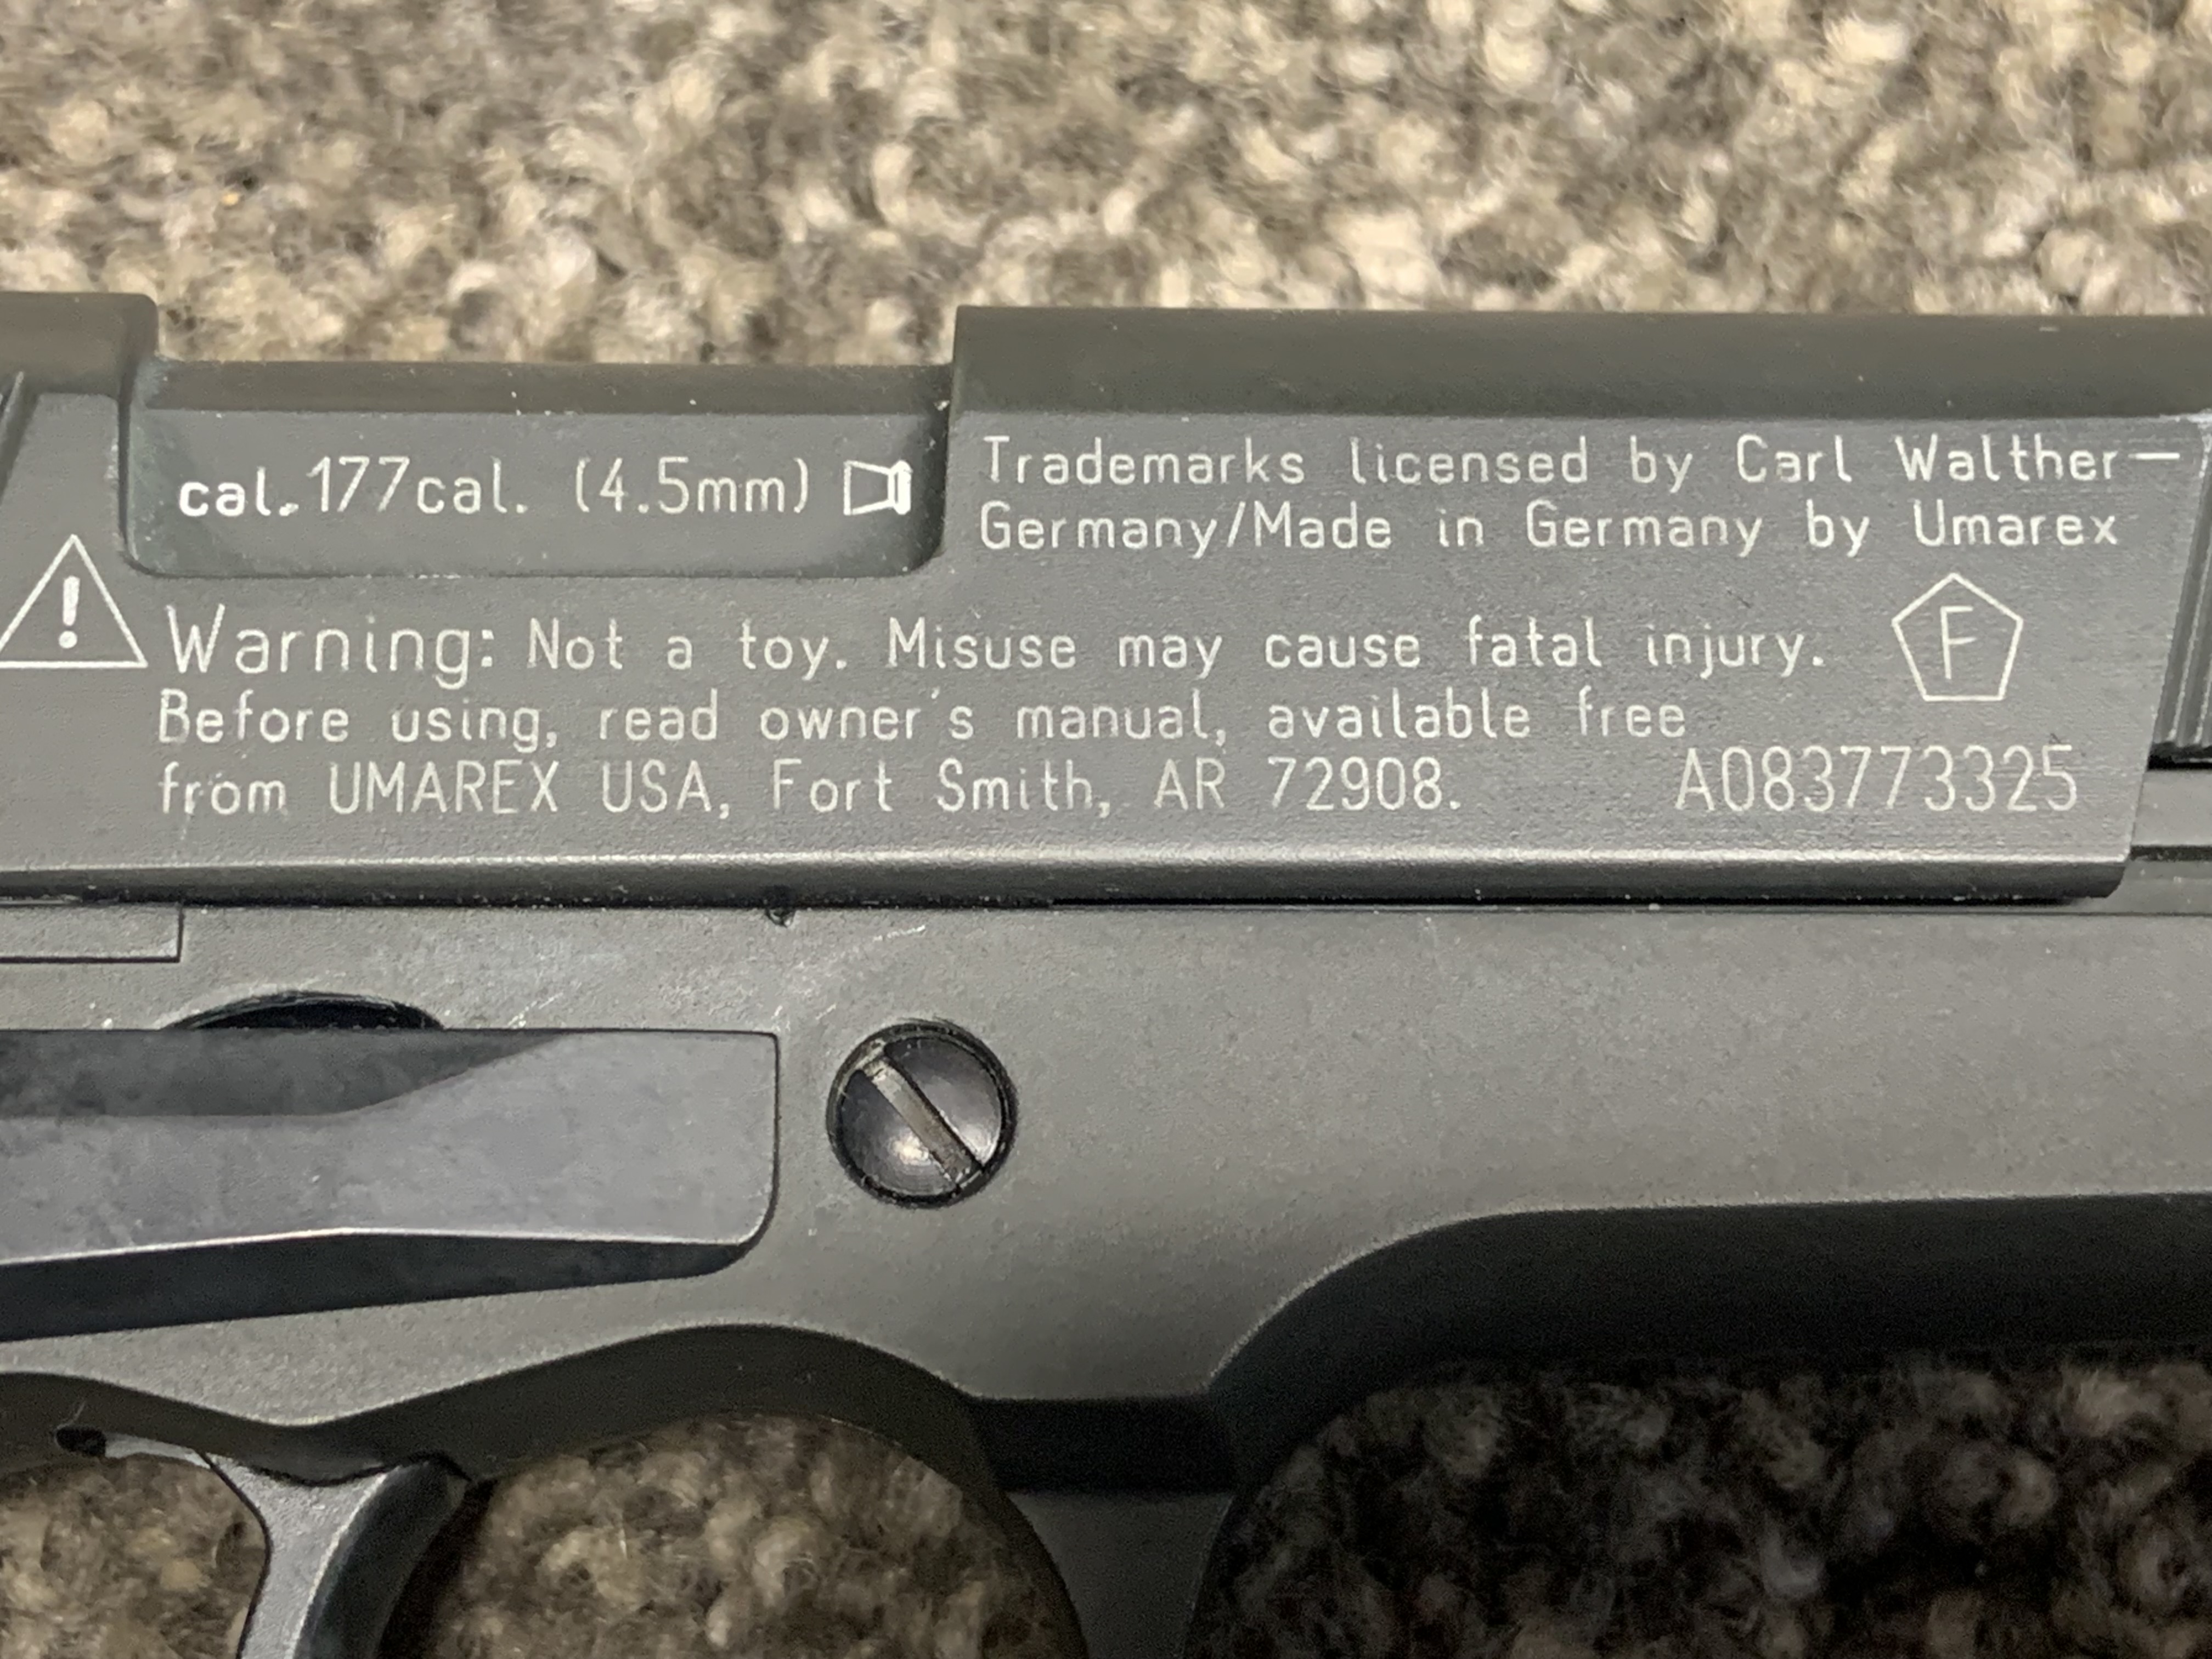 cal. .177cal. (4.5mm)
Trademarks licensed by Carl Walther-
Germany/Made in Germany by Umarex
Warning: Not a toy. Misuse may cause fatal injury.
F
Before using, read owner's manual, available free
from UMAREX USA, Fort Smith, AR 72908.
A083773325